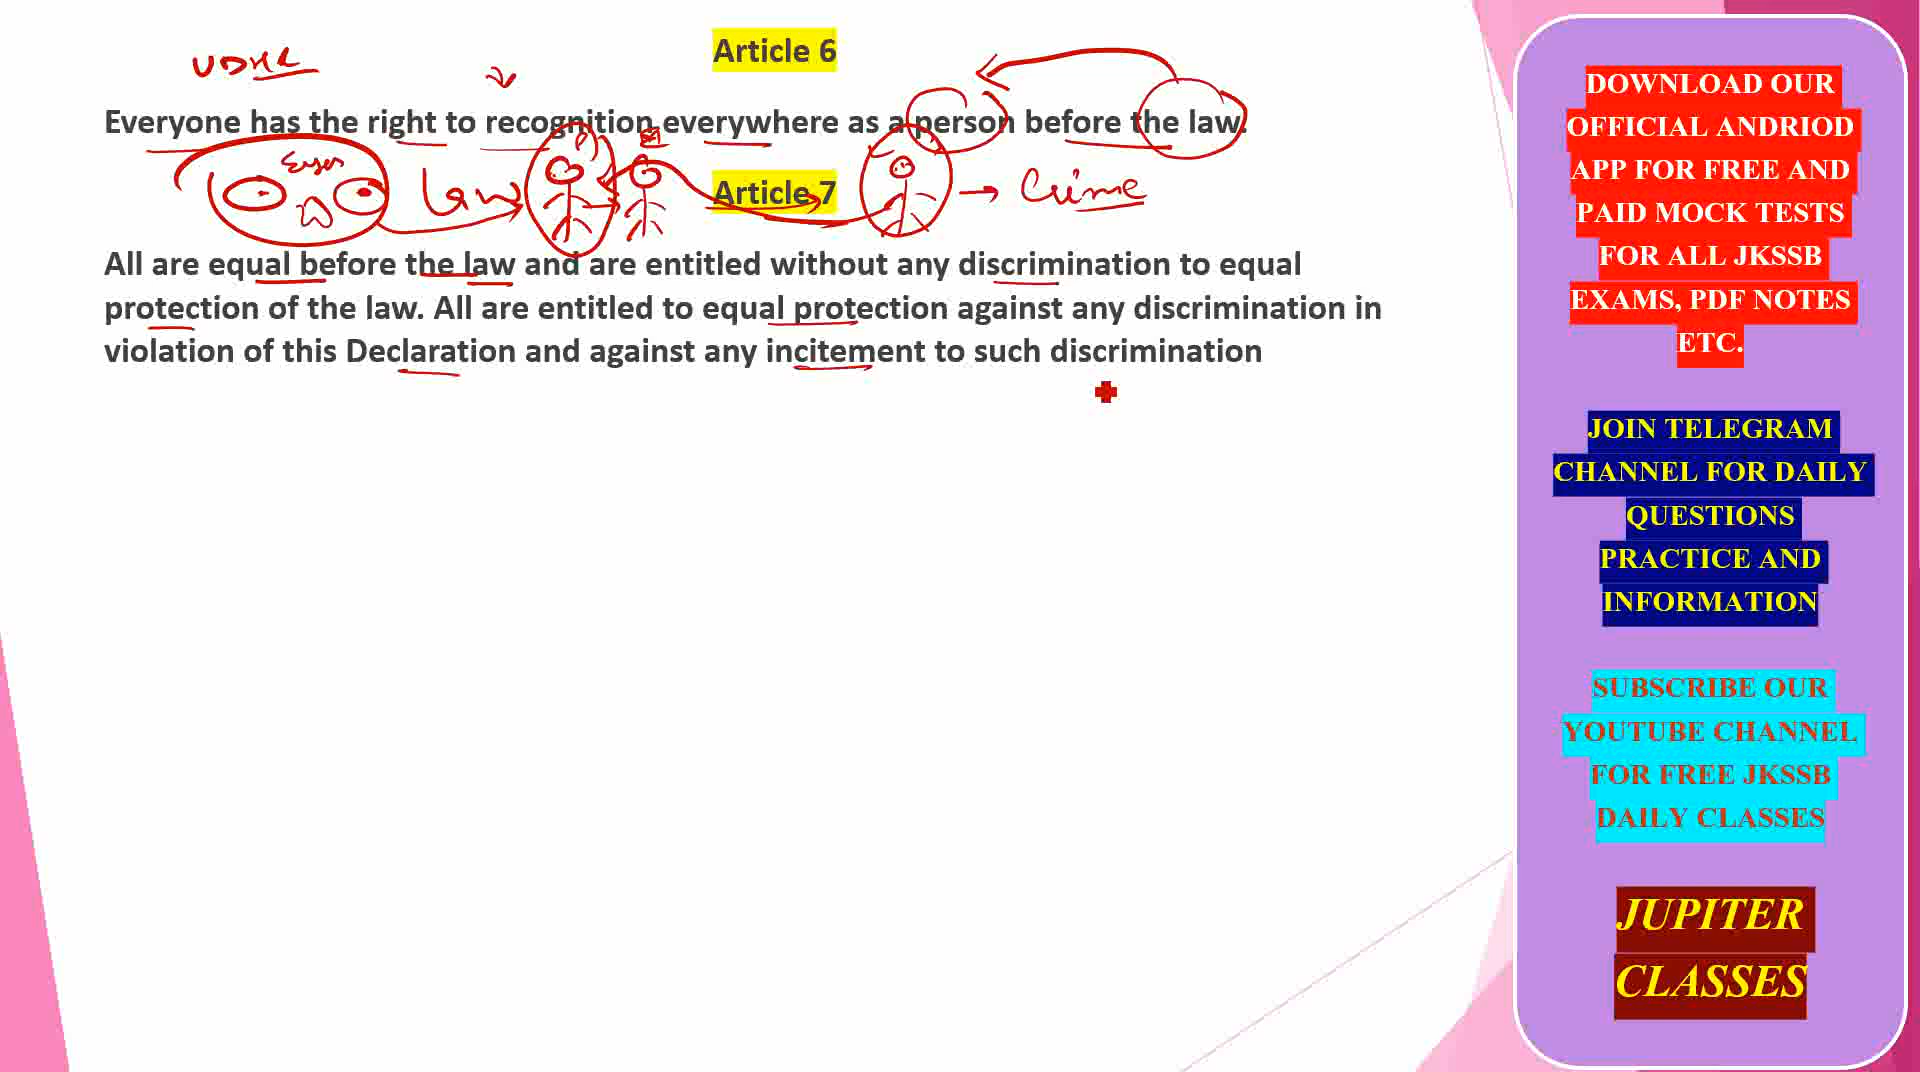 Article 6
UDHR
Everyone has the right to recognition everywhere as a person before the law.
Eyes
Law
Article 7
Crime
All are equal before the law and are entitled without any discrimination to equal
protection of the law. All are entitled to equal protection against any discrimination in
violation of this Declaration and against any incitement to such discrimination
DOWNLOAD OUR
OFFICIAL ANDRIOD
APP FOR FREE AND
PAID MOCK TESTS
FOR ALL JKSSB
EXAMS, PDF NOTES
ETC.
JOIN TELEGRAM
CHANNEL FOR DAILY
QUESTIONS
PRACTICE AND
INFORMATION
SUBSCRIBE OUR
YOUTUBE CHANNEL
FOR FREE JKSSB
DAILY CLASSES
JUPITER
CLASSES